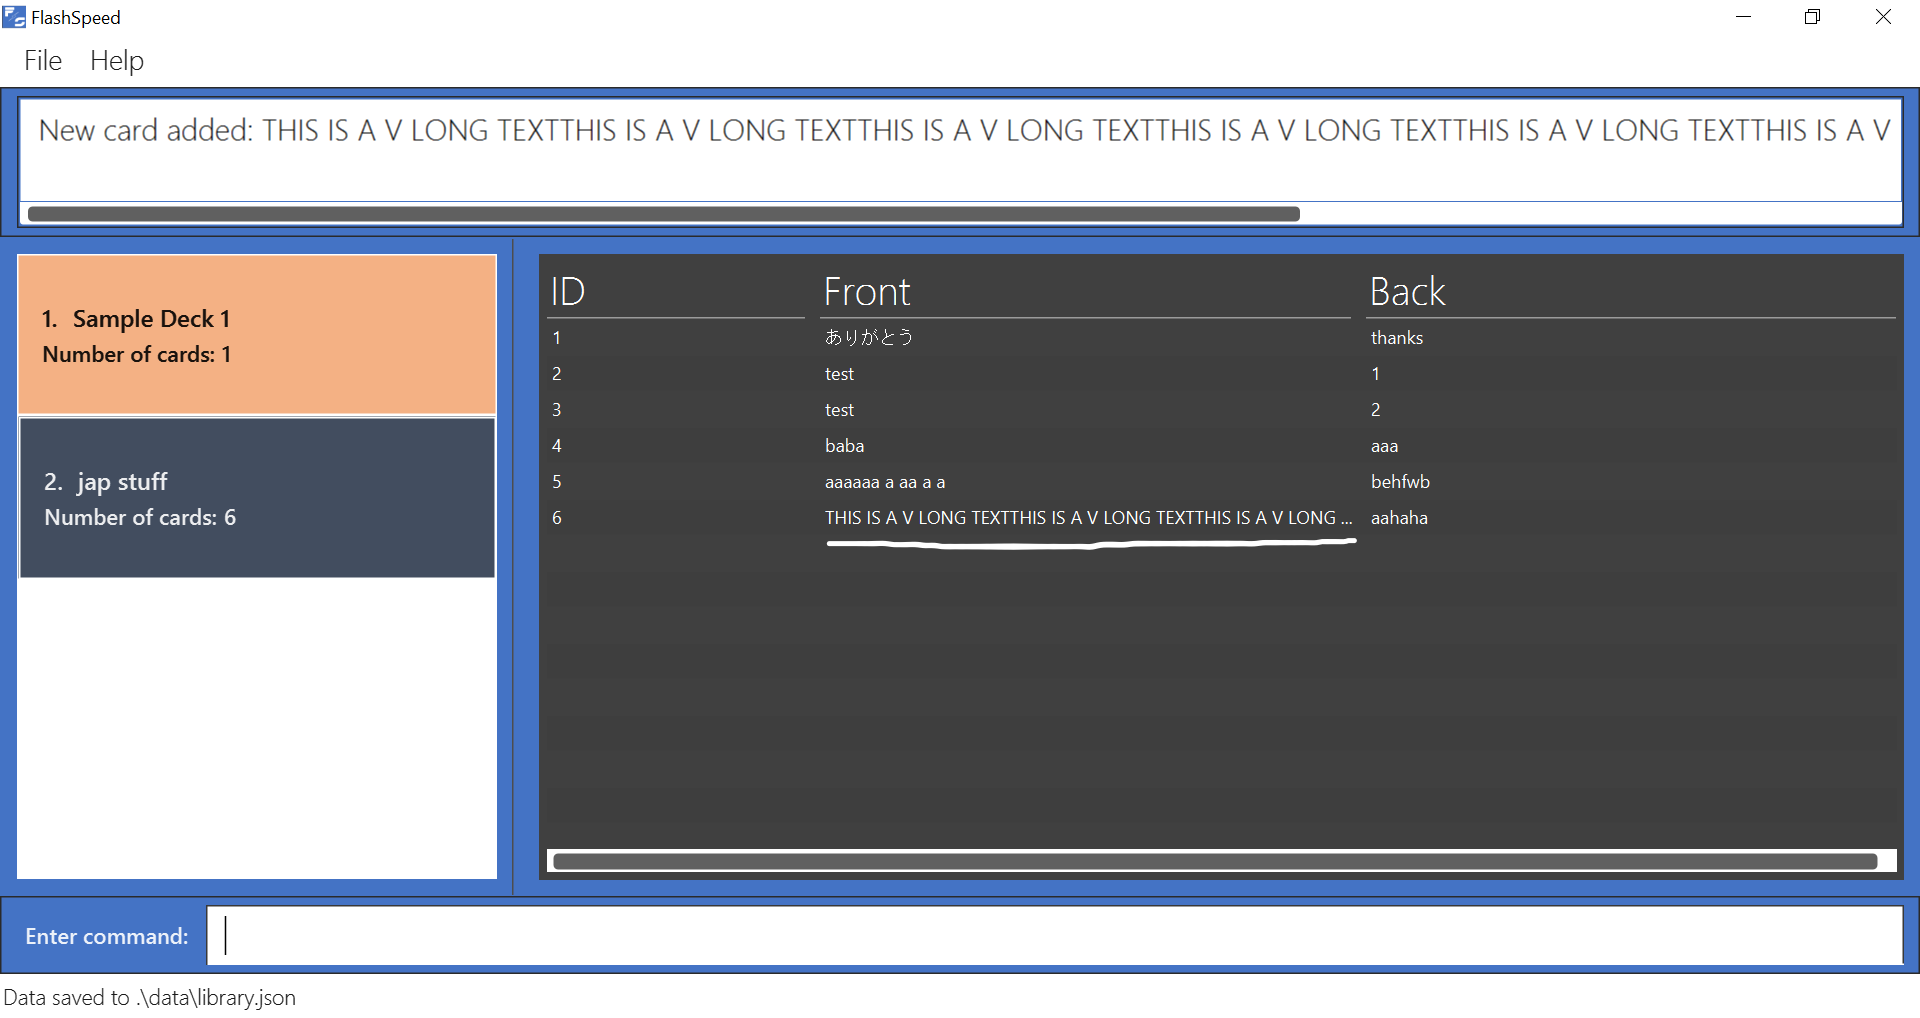 FlashSpeed
File Help
New card added: THIS IS A V LONG TEXTTHIS IS A V LONG TEXTTHIS IS A V LONG TEXTTHIS IS A V LONG TEXTTHIS IS A V LONG TEXTTHIS IS A V
1. Sample Deck 1
Number of cards: 1
2. jap stuff
Number of cards: 6
ID Front Back
1 ありがとう thanks
2 test 1
3 test 2
4 baba aaa
5 aaaaaa a aa a a behfwb
6 THIS IS A V LONG TEXTTHIS IS A V LONG TEXTTHIS IS A V LONG ... aahaha
Enter command:
Data saved to .\data\library.json